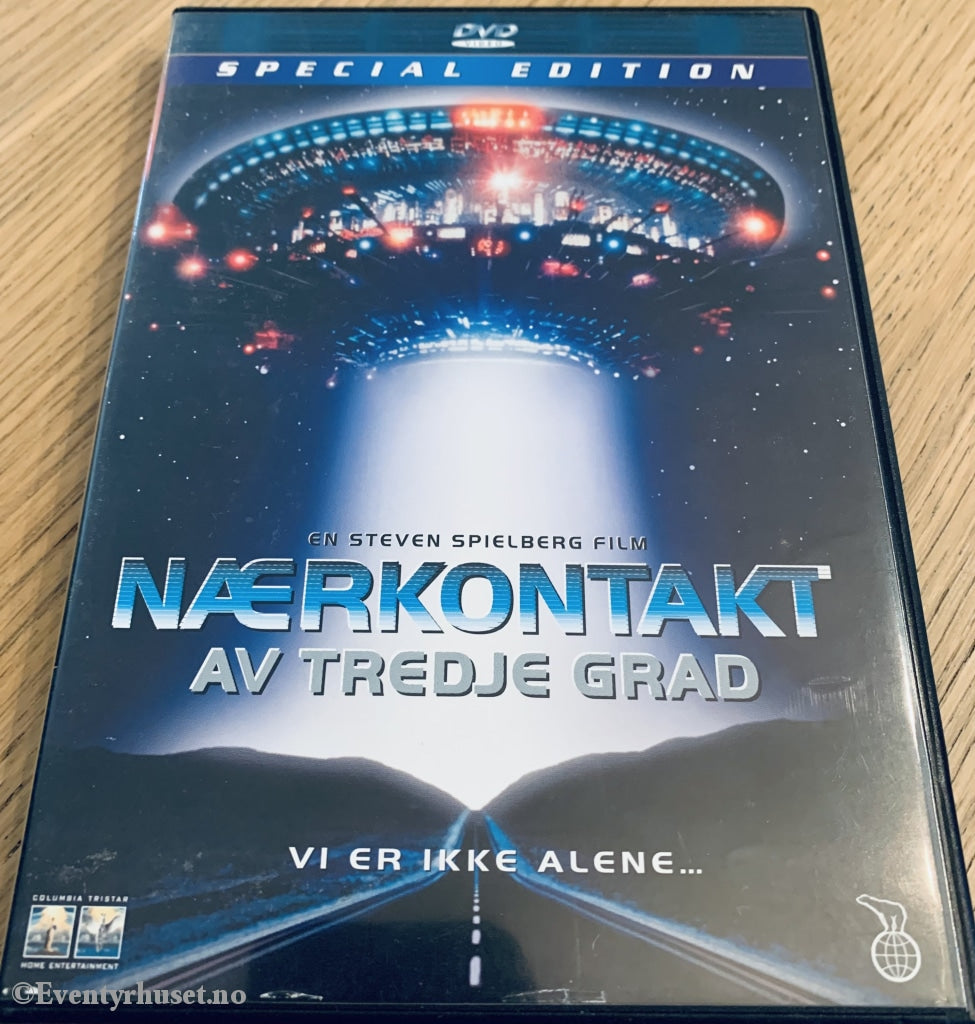 DVD
VIDEO
SPECIAL EDITION
EN STEVEN SPIELBERG FILM
NÆRKONTAKT
AV TREDJE GRAD
VI ER IKKE ALENE...
COLUMBIA TRISTAR
HOME ENTERTAINMENT
©Eventyrhuset.no